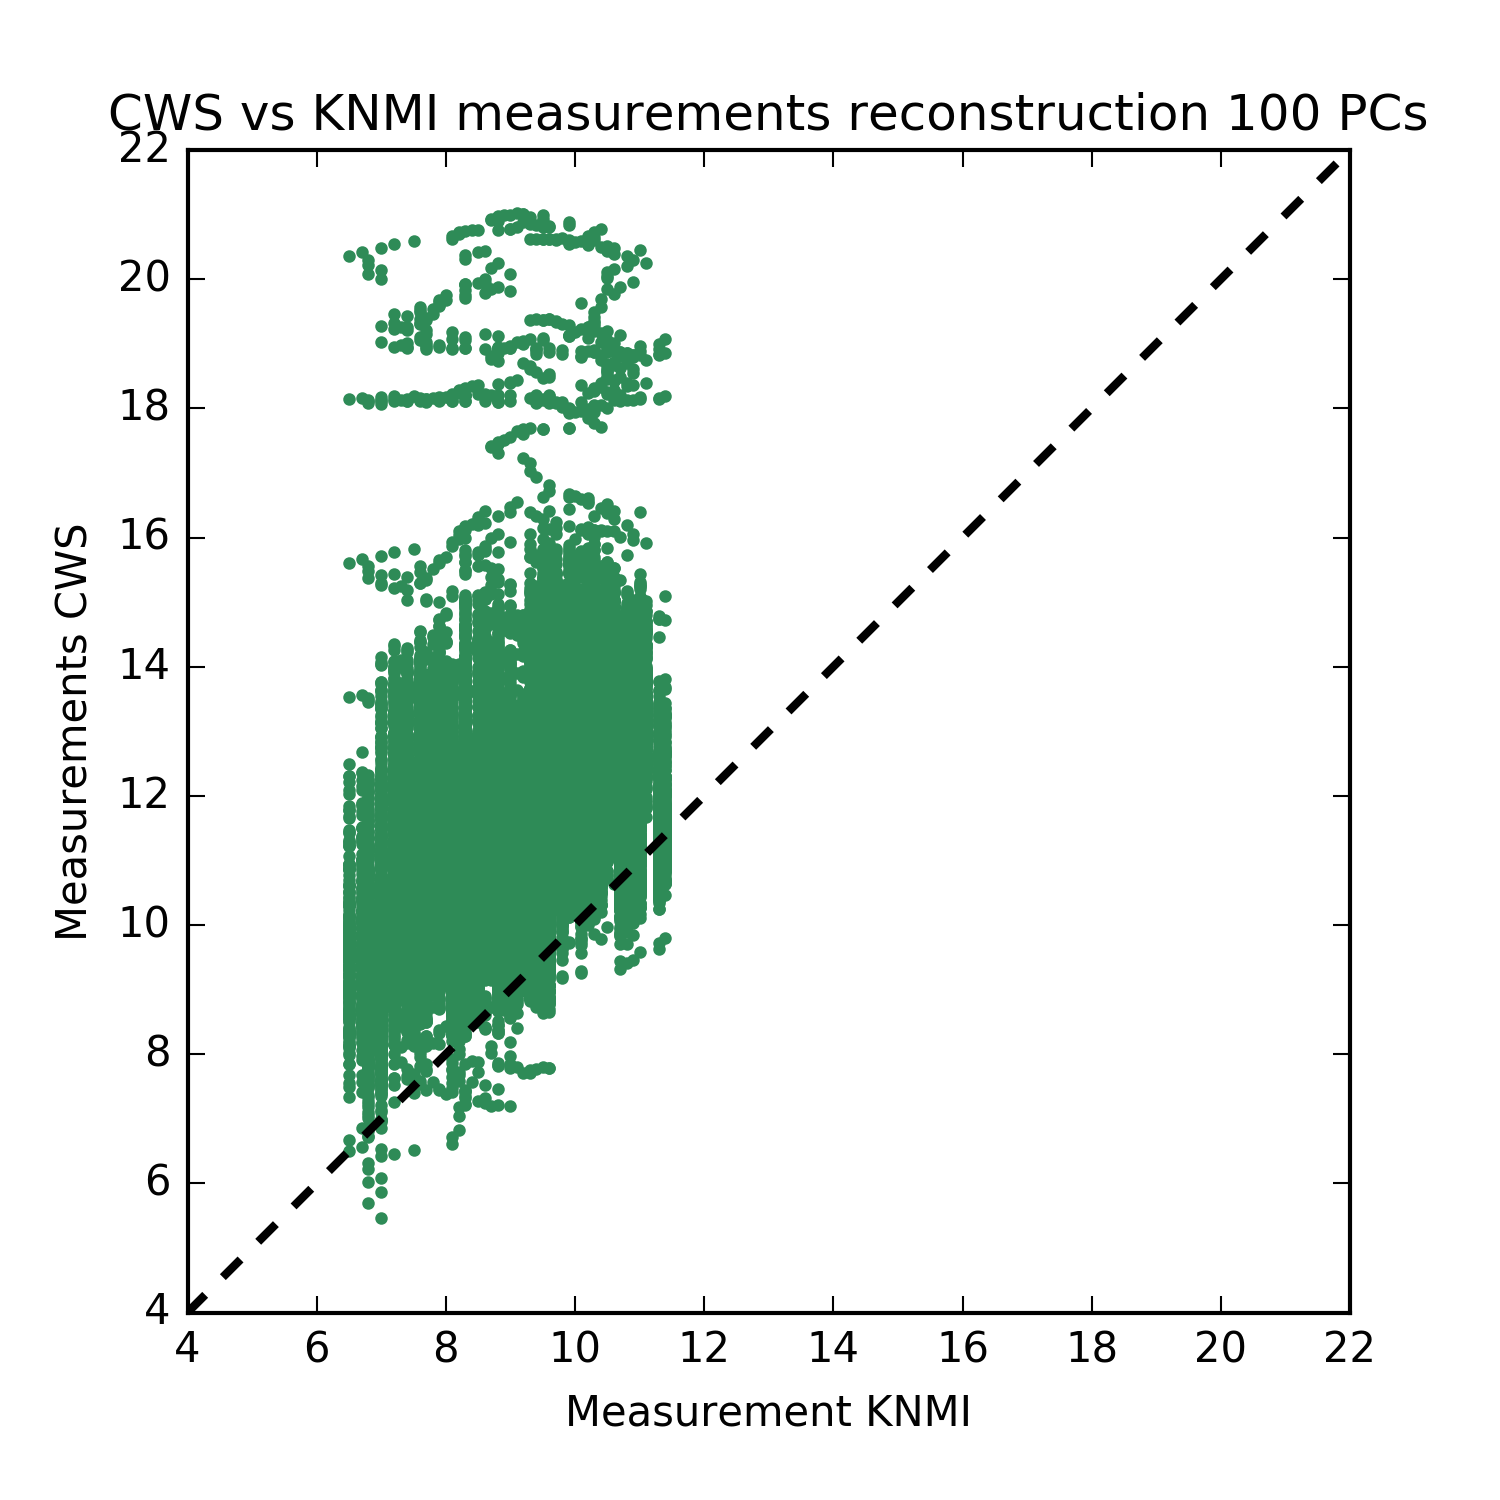 CWS vs KNMI measurements reconstruction 100 PCs
22
20
18
16
14
12
10
8
6
4
Measurements CWS
4 6 8 10 12 14 16 18 20 22
Measurement KNMI